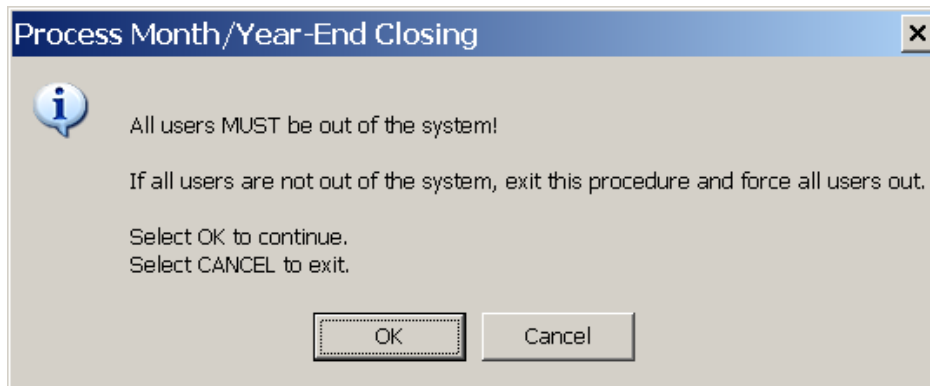 Process Month/Year-End Closing
All users MUST be out of the system!
If all users are not out of the system, exit this procedure and force all users out.
Select OK to continue.
Select CANCEL to exit.
OK Cancel